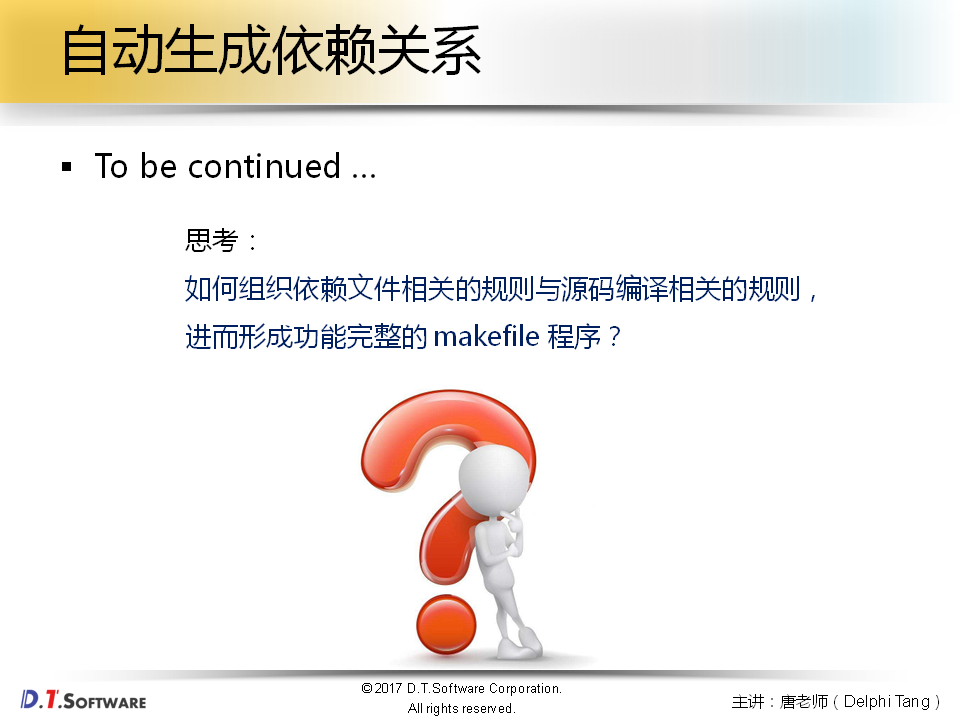 自动生成依赖关系
▪ To be continued …
思考：
如何组织依赖文件相关的规则与源码编译相关的规则，
进而形成功能完整的 makefile 程序？
D.T.SOFTWARE
©2017 D.T.Software Corporation.
All rights reserved.
主讲：唐老师（Delphi Tang）